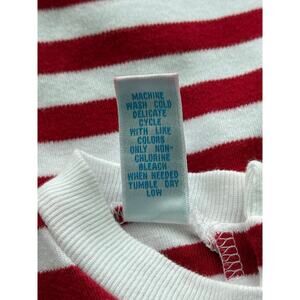 MACHINE
WASH COLD
DELICATE
CYCLE
WITH LIKE
COLORS
ONLY NON-
CHLORINE
BLEACH
WHEN NEEDED
TUMBLE DRY
LOW